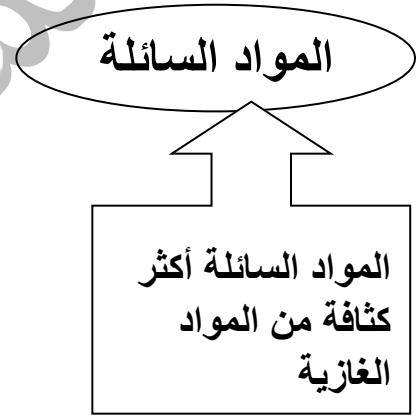 المواد السائلة
المواد السائلة أكثر
كثافة من المواد
الغازية